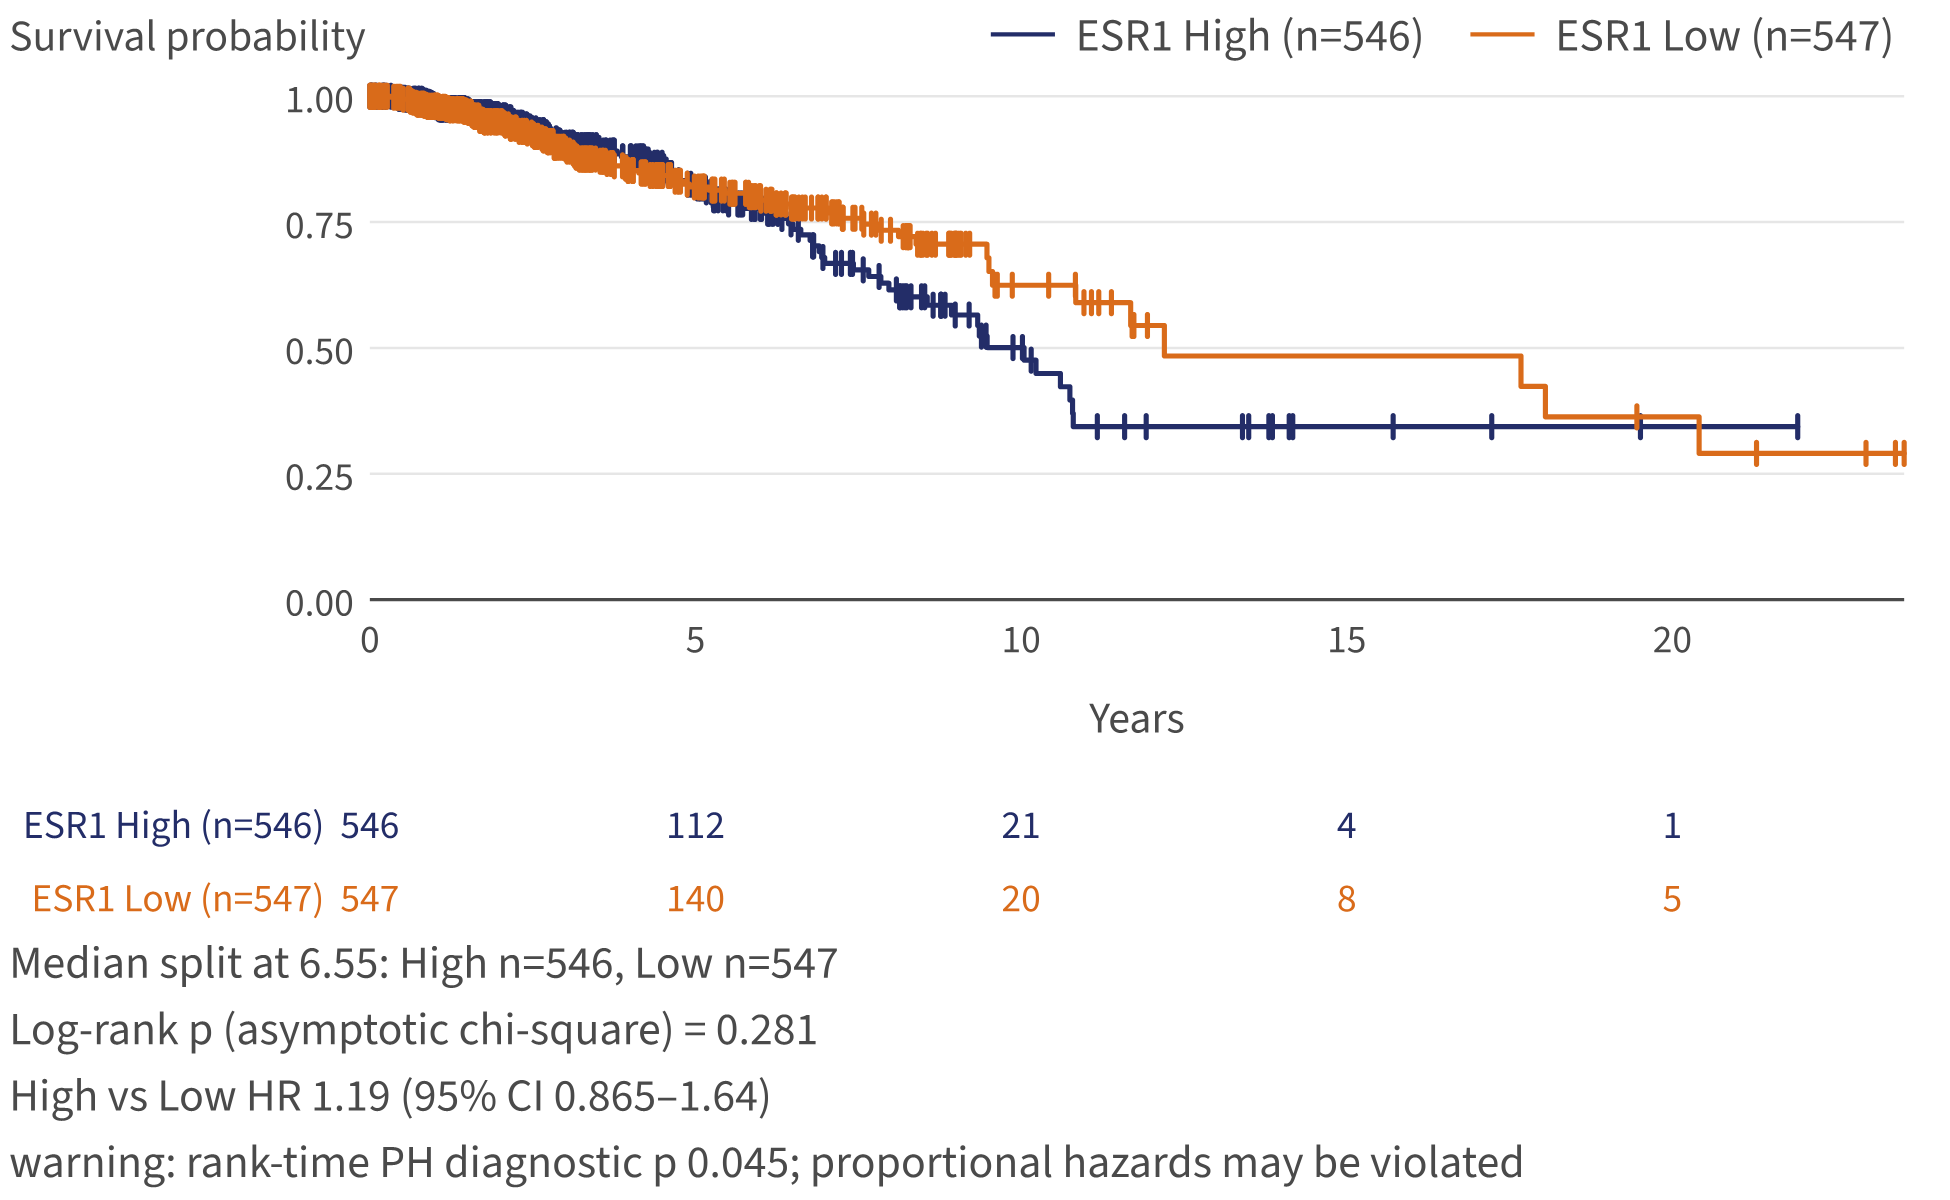 Survival probability
ESR1 High (n=546) ESR1 Low (n=547)
1.00
0.75
0.50
0.25
0.00
0 5 10 15 20
Years
ESR1 High (n=546) 546 112 21 4 1
ESR1 Low (n=547) 547 140 20 8 5
Median split at 6.55: High n=546, Low n=547
Log-rank p (asymptotic chi-square) = 0.281
High vs Low HR 1.19 (95% CI 0.865–1.64)
warning: rank-time PH diagnostic p 0.045; proportional hazards may be violated